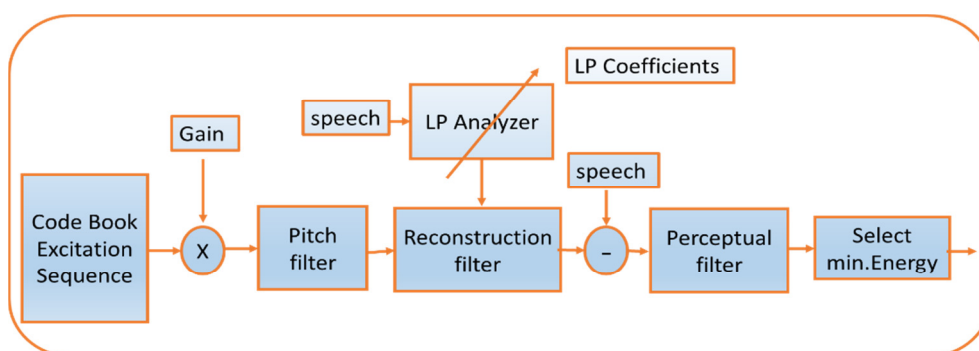 LP Coefficients
speech
LP Analyzer
Gain
speech
Code Book
Excitation
Sequence
X
Pitch
filter
Reconstruction
filter
-
Perceptual
filter
Select
min.Energy